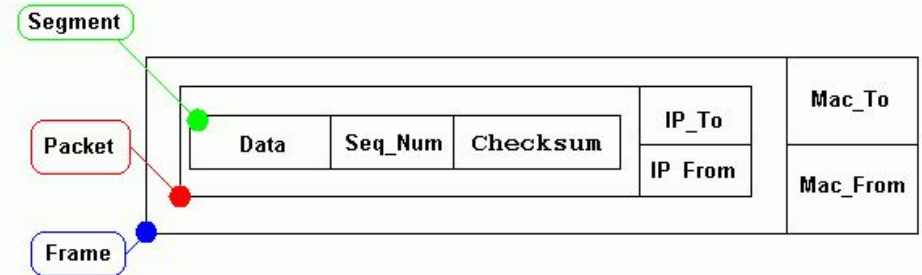 Segment
Packet
Frame
Data
Seq_Num
Checksum
IP_To
IP From
Mac_To
Mac_From